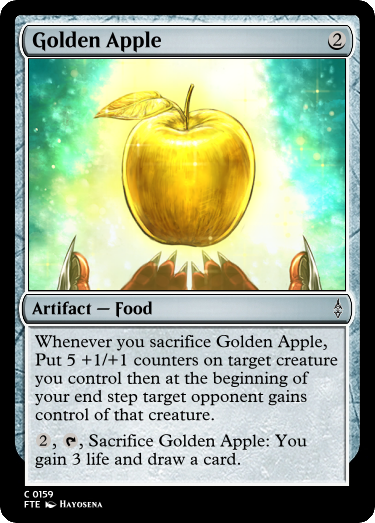 Golden Apple 2
Artifact — Food
Whenever you sacrifice Golden Apple,
Put 5 +1/+1 counters on target creature
you control then at the beginning of
your end step target opponent gains
control of that creature.
2 , , Sacrifice Golden Apple: You
gain 3 life and draw a card.
C 0159
FTE Hayosena